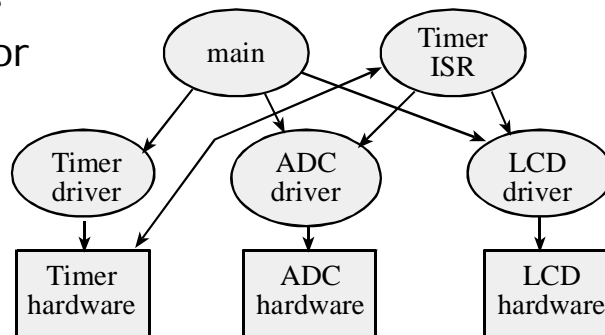 or
main
Timer
ISR
Timer
driver
ADC
driver
LCD
driver
Timer
hardware
ADC
hardware
LCD
hardware